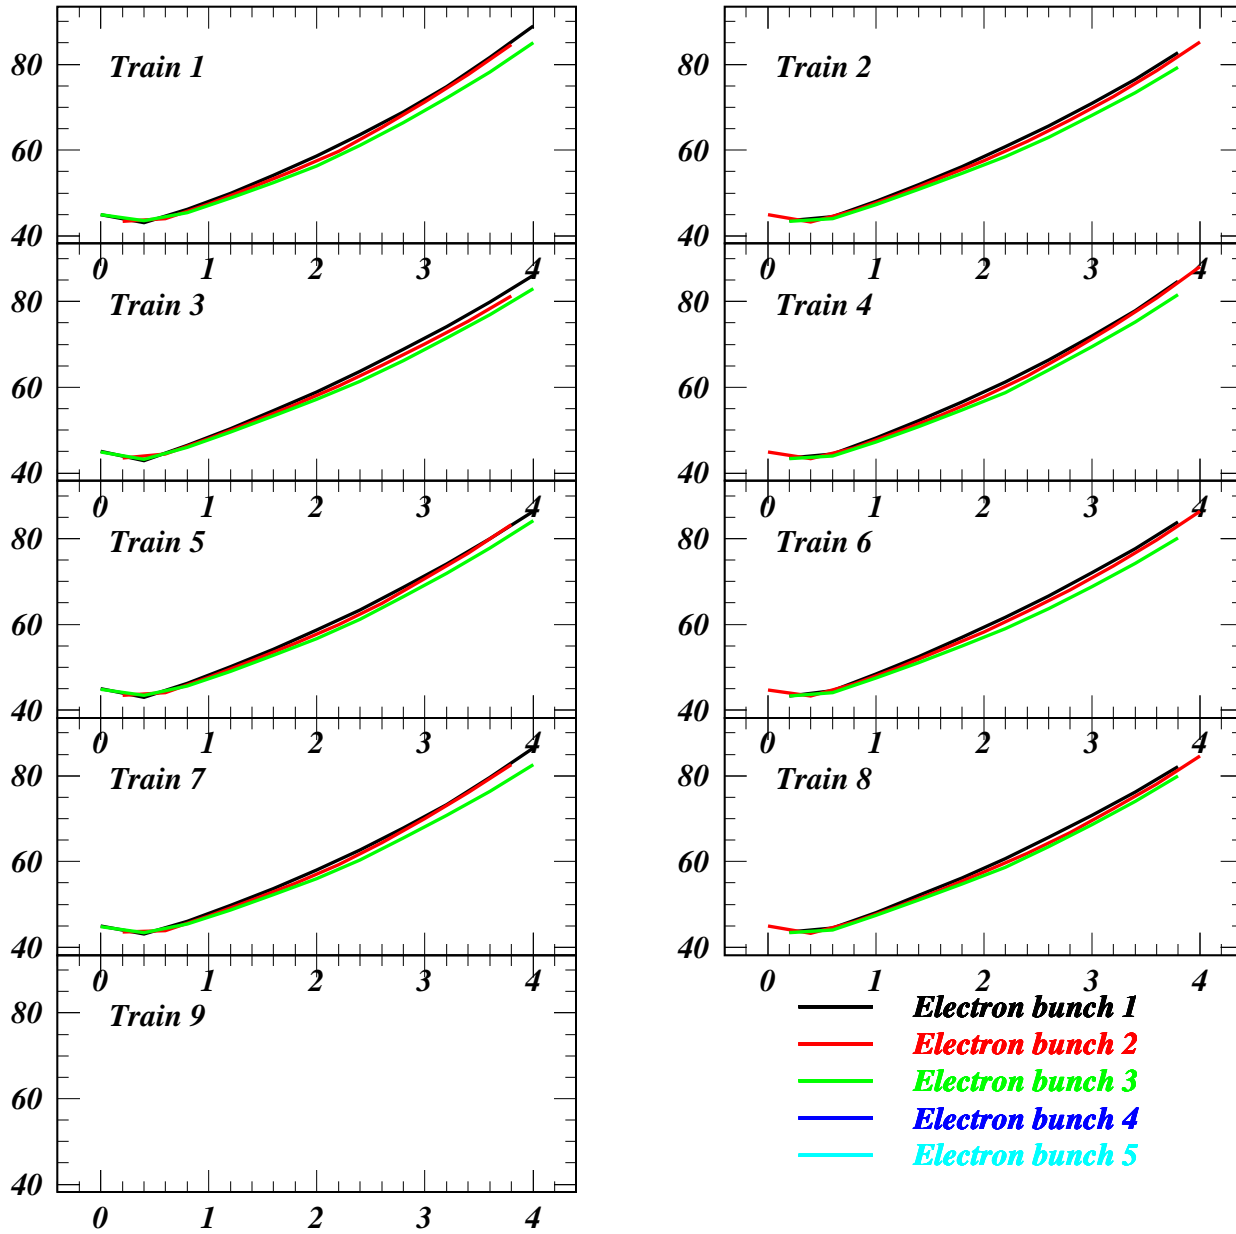 80
Train 1
60
40
0 1 2 3 4
80
Train 2
60
40
0 1 2 3 4
80
Train 3
60
40
0 1 2 3 4
80
Train 4
60
40
0 1 2 3 4
80
Train 5
60
40
0 1 2 3 4
80
Train 6
60
40
0 1 2 3 4
80
Train 7
60
40
0 1 2 3 4
80
Train 8
60
40
0 1 2 3 4
80
Train 9
60
40
0 1 2 3 4
Electron bunch 1
Electron bunch 2
Electron bunch 3
Electron bunch 4
Electron bunch 5